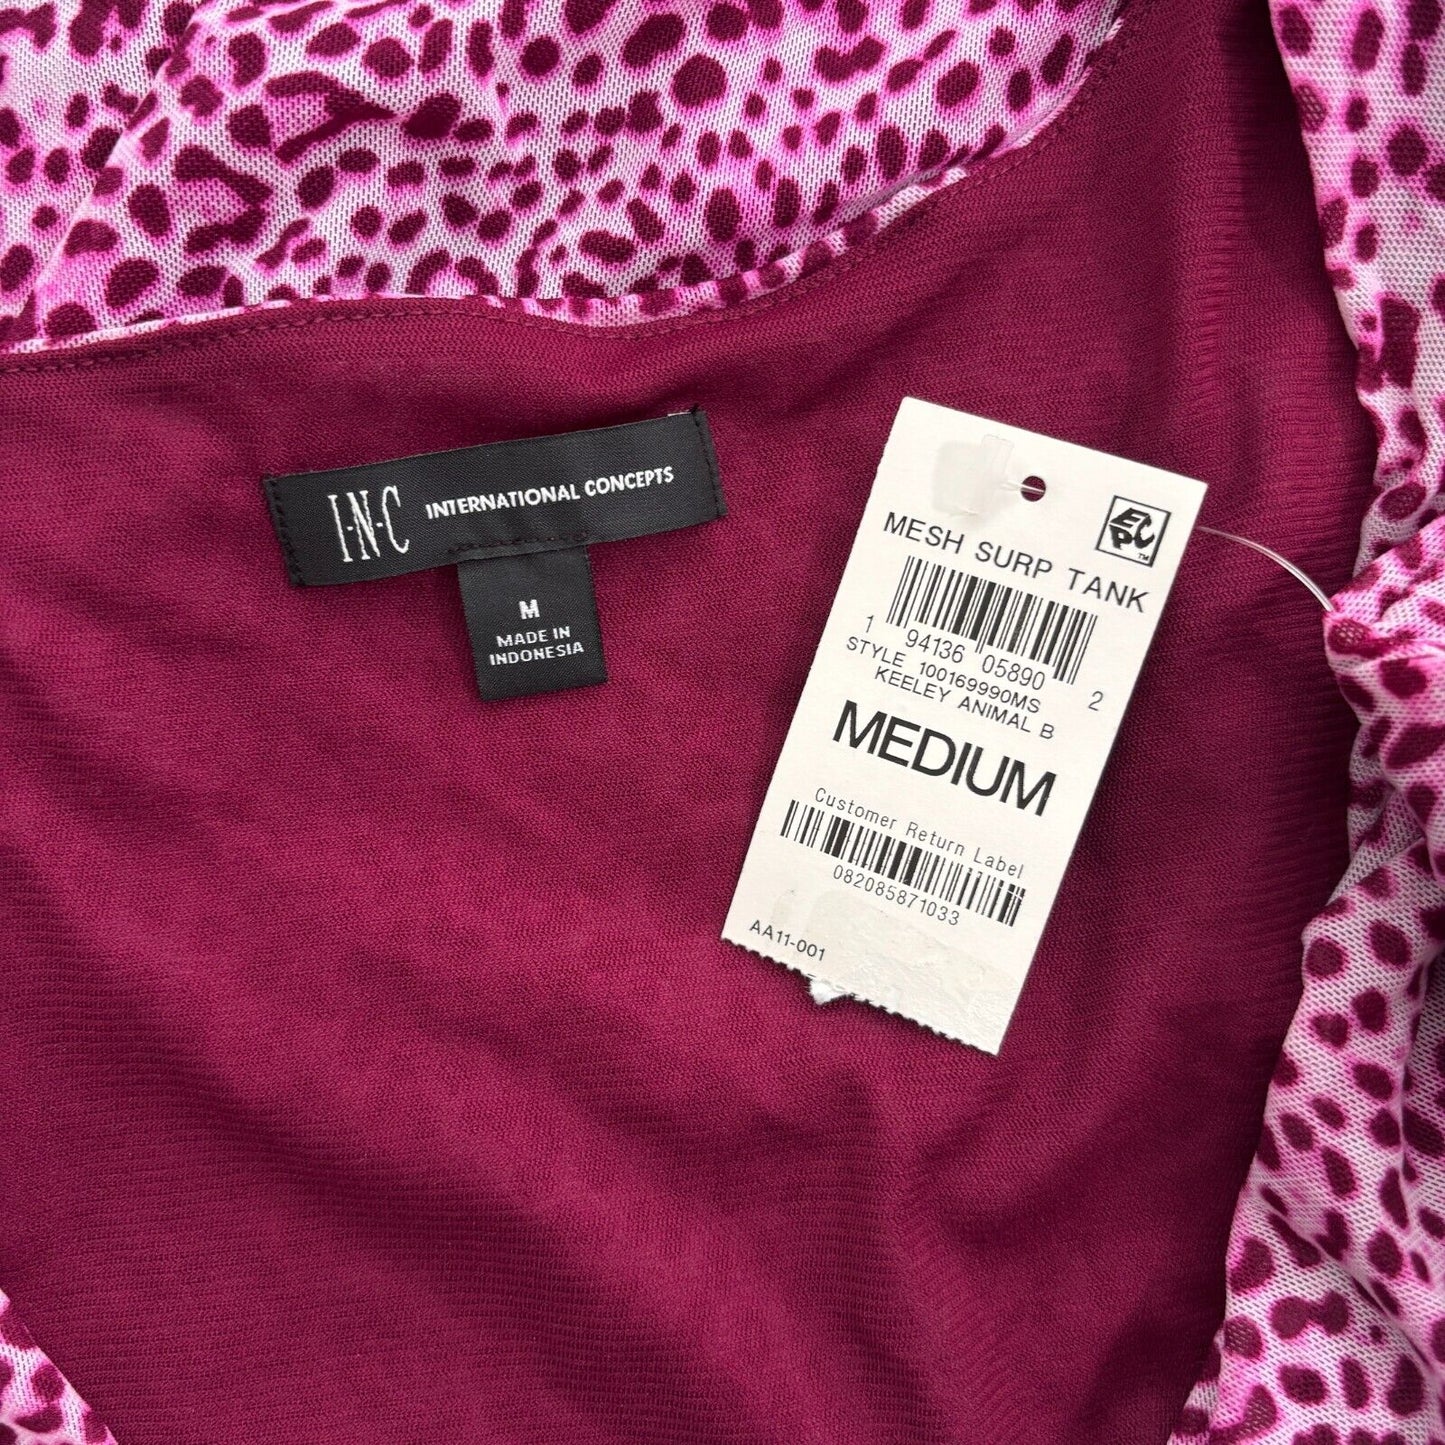 I·N·C INTERNATIONAL CONCEPTS
M
MADE IN
INDONESIA
EPC™
MESH SURP TANK
1 94136 05890 2
STYLE 100169990MS
KEELEY ANIMAL B
MEDIUM
Customer Return Label
082085871033
AA11-001